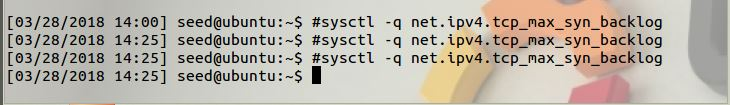 [03/28/2018 14:00] seed@ubuntu:~$ #sysctl -q net.ipv4.tcp_max_syn_backlog
[03/28/2018 14:25] seed@ubuntu:~$ #sysctl -q net.ipv4.tcp_max_syn_backlog
[03/28/2018 14:25] seed@ubuntu:~$ #sysctl -q net.ipv4.tcp_max_syn_backlog
[03/28/2018 14:25] seed@ubuntu:~$